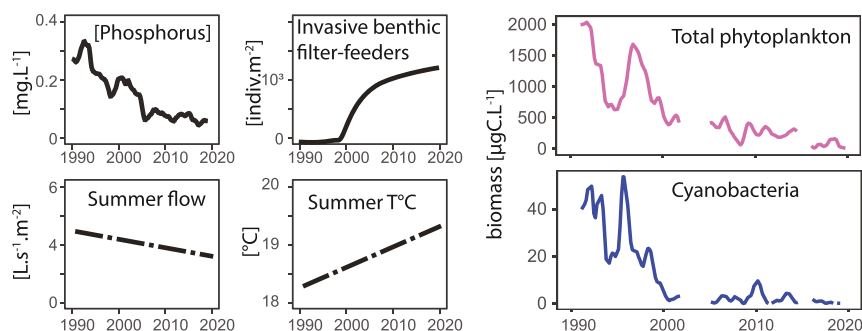 [Phosphorus]
[mg.L⁻¹]
0.4
0.2
0
1990 2000 2010 2020
Invasive benthic
filter-feeders
[indiv.m⁻²]
10³
0
1990 2000 2010 2020
Summer flow
[L.s⁻¹.m⁻²]
6
4
0
1990 2000 2010 2020
Summer T°C
[°C]
20
19
18
1990 2000 2010 2020
biomass [µgC.L⁻¹]
Total phytoplankton
2000
1500
1000
500
0
Cyanobacteria
40
20
0
1990 2000 2010 2020